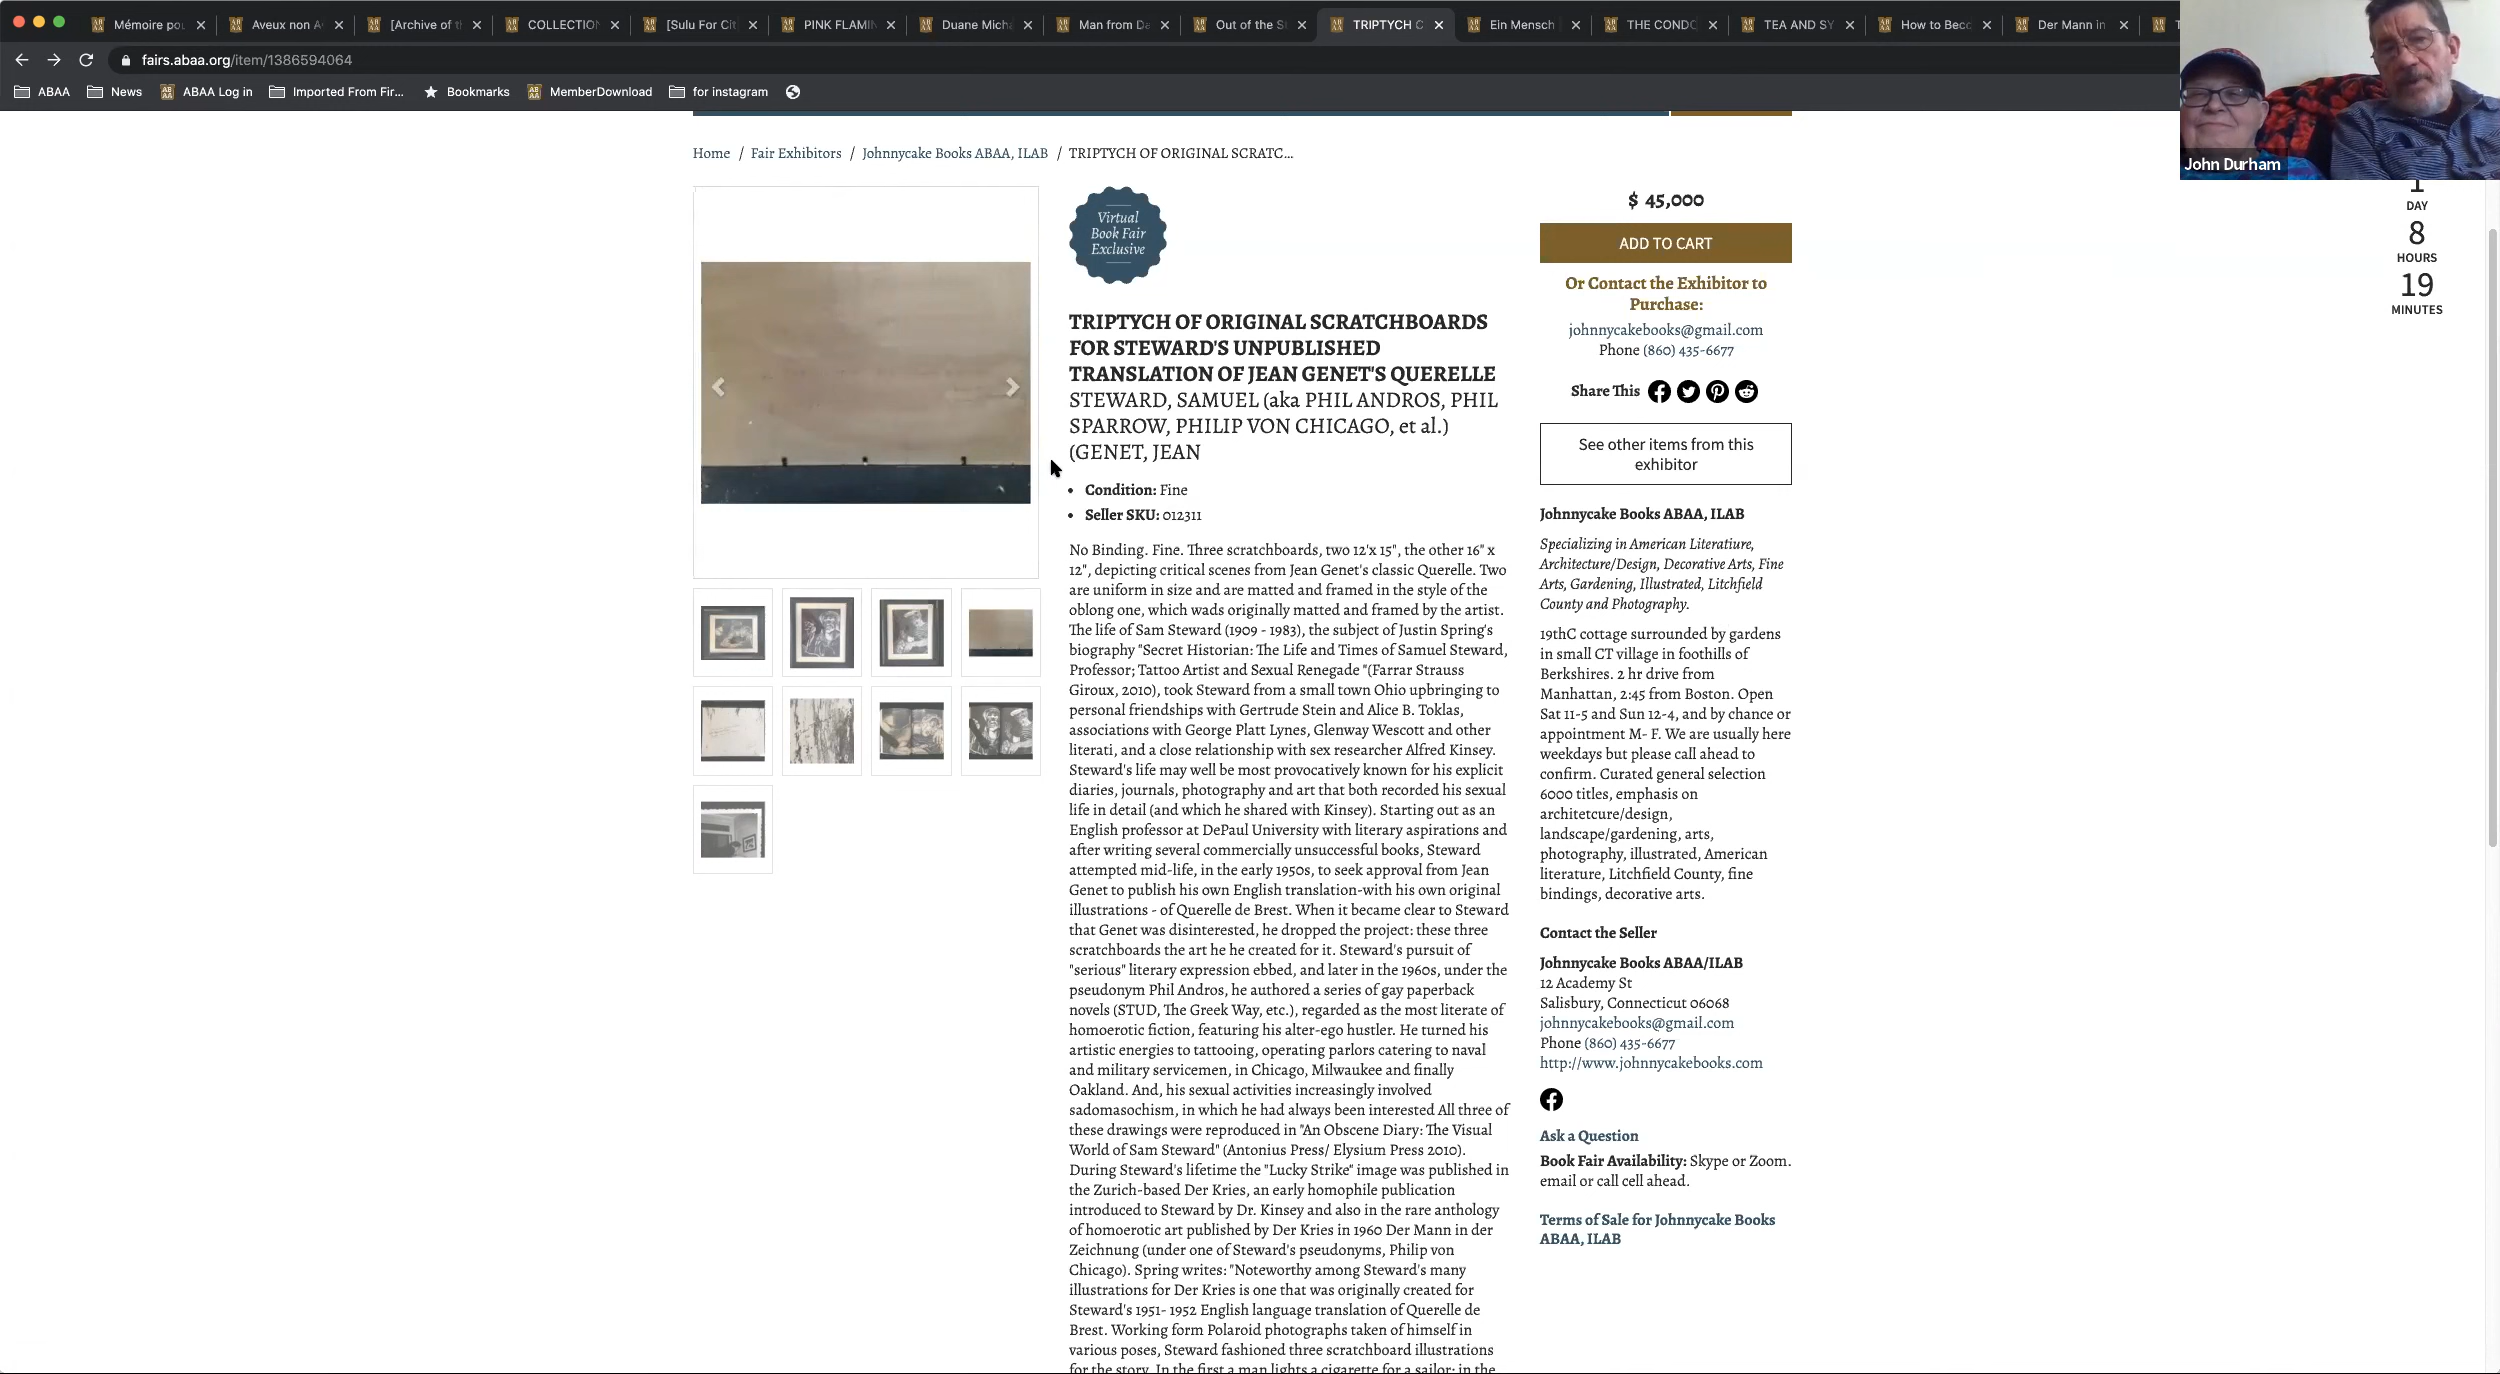 Mémoire pou
Aveux non A
[Archive of t
COLLECTION
[Sulu For Cit
PINK FLAMIN
Duane Mich
Man from Da
Out of the S
TRIPTYCH O
Ein Mensch
THE CONDO
TEA AND SY
How to Beco
Der Mann in
fairs.abaa.org/item/1386594064
ABAA
News
ABAA Log in
Imported From Fir...
Bookmarks
MemberDownload
for instagram
John Durham
Home / Fair Exhibitors / Johnnycake Books ABAA, ILAB / TRIPTYCH OF ORIGINAL SCRATC...
Virtual
Book Fair
Exclusive
TRIPTYCH OF ORIGINAL SCRATCHBOARDS
FOR STEWARD'S UNPUBLISHED
TRANSLATION OF JEAN GENET'S QUERELLE
STEWARD, SAMUEL (aka PHIL ANDROS, PHIL
SPARROW, PHILIP VON CHICAGO, et al.)
(GENET, JEAN
• Condition: Fine
• Seller SKU: 012311
No Binding. Fine. Three scratchboards, two 12'x 15", the other 16" x
12", depicting critical scenes from Jean Genet's classic Querelle. Two
are uniform in size and are matted and framed in the style of the
oblong one, which wads originally matted and framed by the artist.
The life of Sam Steward (1909 - 1983), the subject of Justin Spring's
biography "Secret Historian: The Life and Times of Samuel Steward,
Professor; Tattoo Artist and Sexual Renegade "(Farrar Strauss
Giroux, 2010), took Steward from a small town Ohio upbringing to
personal friendships with Gertrude Stein and Alice B. Toklas,
associations with George Platt Lynes, Glenway Wescott and other
literati, and a close relationship with sex researcher Alfred Kinsey.
Steward's life may well be most provocatively known for his explicit
diaries, journals, photography and art that both recorded his sexual
life in detail (and which he shared with Kinsey). Starting out as an
English professor at DePaul University with literary aspirations and
after writing several commercially unsuccessful books, Steward
attempted mid-life, in the early 1950s, to seek approval from Jean
Genet to publish his own English translation-with his own original
illustrations - of Querelle de Brest. When it became clear to Steward
that Genet was disinterested, he dropped the project: these three
scratchboards the art he he created for it. Steward's pursuit of
"serious" literary expression ebbed, and later in the 1960s, under the
pseudonym Phil Andros, he authored a series of gay paperback
novels (STUD, The Greek Way, etc.), regarded as the most literate of
homoerotic fiction, featuring his alter-ego hustler. He turned his
artistic energies to tattooing, operating parlors catering to naval
and military servicemen, in Chicago, Milwaukee and finally
Oakland. And, his sexual activities increasingly involved
sadomasochism, in which he had always been interested All three of
these drawings were reproduced in "An Obscene Diary: The Visual
World of Sam Steward" (Antonius Press/ Elysium Press 2010).
During Steward's lifetime the "Lucky Strike" image was published in
the Zurich-based Der Kries, an early homophile publication
introduced to Steward by Dr. Kinsey and also in the rare anthology
of homoerotic art published by Der Kries in 1960 Der Mann in der
Zeichnung (under one of Steward's pseudonyms, Philip von
Chicago). Spring writes: "Noteworthy among Steward's many
illustrations for Der Kries is one that was originally created for
Steward's 1951- 1952 English language translation of Querelle de
Brest. Working form Polaroid photographs taken of himself in
various poses, Steward fashioned three scratchboard illustrations
for the story. In the first a man lights a cigarette for a sailor; in the
$ 45,000
ADD TO CART
Or Contact the Exhibitor to
Purchase:
johnnycakebooks@gmail.com
Phone (860) 435-6677
Share This
See other items from this
exhibitor
Johnnycake Books ABAA, ILAB
Specializing in American Literatiure,
Architecture/Design, Decorative Arts, Fine
Arts, Gardening, Illustrated, Litchfield
County and Photography.
19thC cottage surrounded by gardens
in small CT village in foothills of
Berkshires. 2 hr drive from
Manhattan, 2:45 from Boston. Open
Sat 11-5 and Sun 12-4, and by chance or
appointment M- F. We are usually here
weekdays but please call ahead to
confirm. Curated general selection
6000 titles, emphasis on
architetcure/design,
landscape/gardening, arts,
photography, illustrated, American
literature, Litchfield County, fine
bindings, decorative arts.
Contact the Seller
Johnnycake Books ABAA/ILAB
12 Academy St
Salisbury, Connecticut 06068
johnnycakebooks@gmail.com
Phone (860) 435-6677
http://www.johnnycakebooks.com
Ask a Question
Book Fair Availability: Skype or Zoom.
email or call cell ahead.
Terms of Sale for Johnnycake Books
ABAA, ILAB
1
DAY
8
HOURS
19
MINUTES